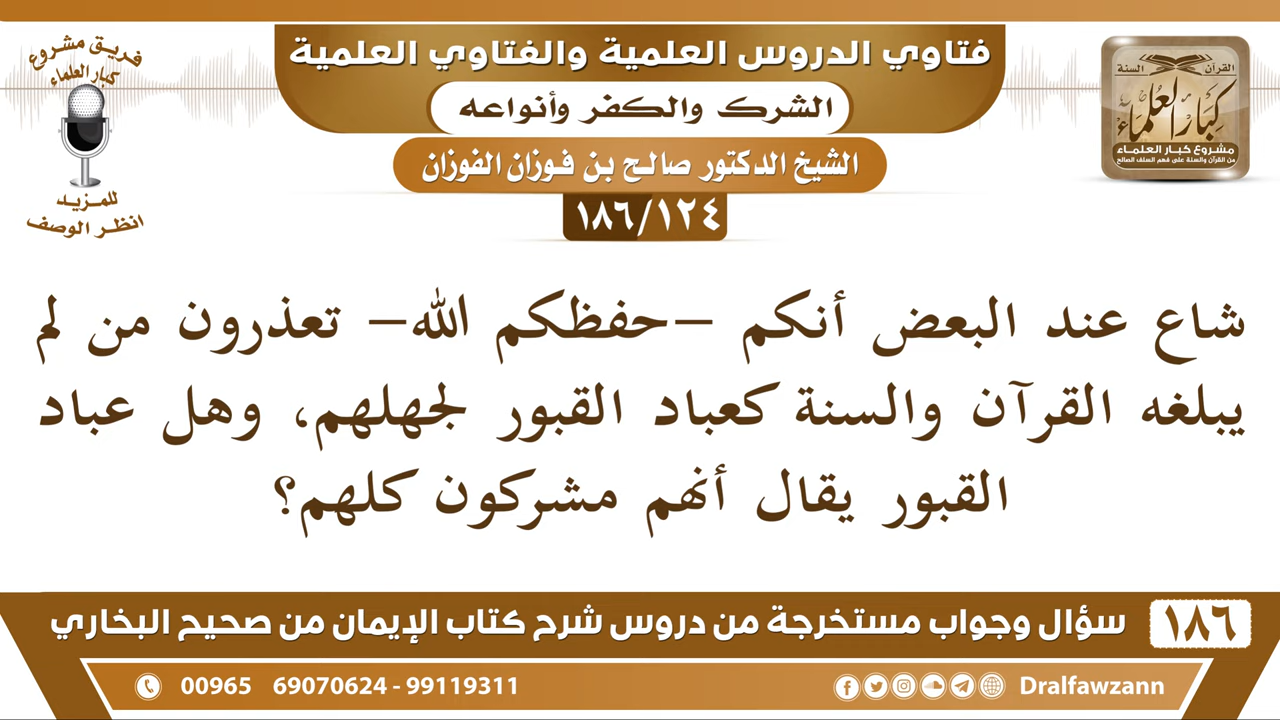 فتاوي الدروس العلمية والفتاوي العلمية
الشرك والكفر وأنواعه
الشيخ الدكتور صالح بن فوزان الفوزان
١٨٦/١٢٤
فريق مشروع
كبار العلماء
للمزيد
انظر الوصف
القرآن السنة
كبار العلماء
مشروع كبار العلماء
من القرآن والسنة على فهم السلف الصالح
شاع عند البعض أنكم –حفظكم الله– تعذرون من لم
يبلغه القرآن والسنة كعباد القبور لجهلهم، وهل عباد
القبور يقال أنهم مشركون كلهم؟
١٨٦ سؤال وجواب مستخرجة من دروس شرح كتاب الإيمان من صحيح البخاري
00965 69070624 - 99119311
Dralfawzann